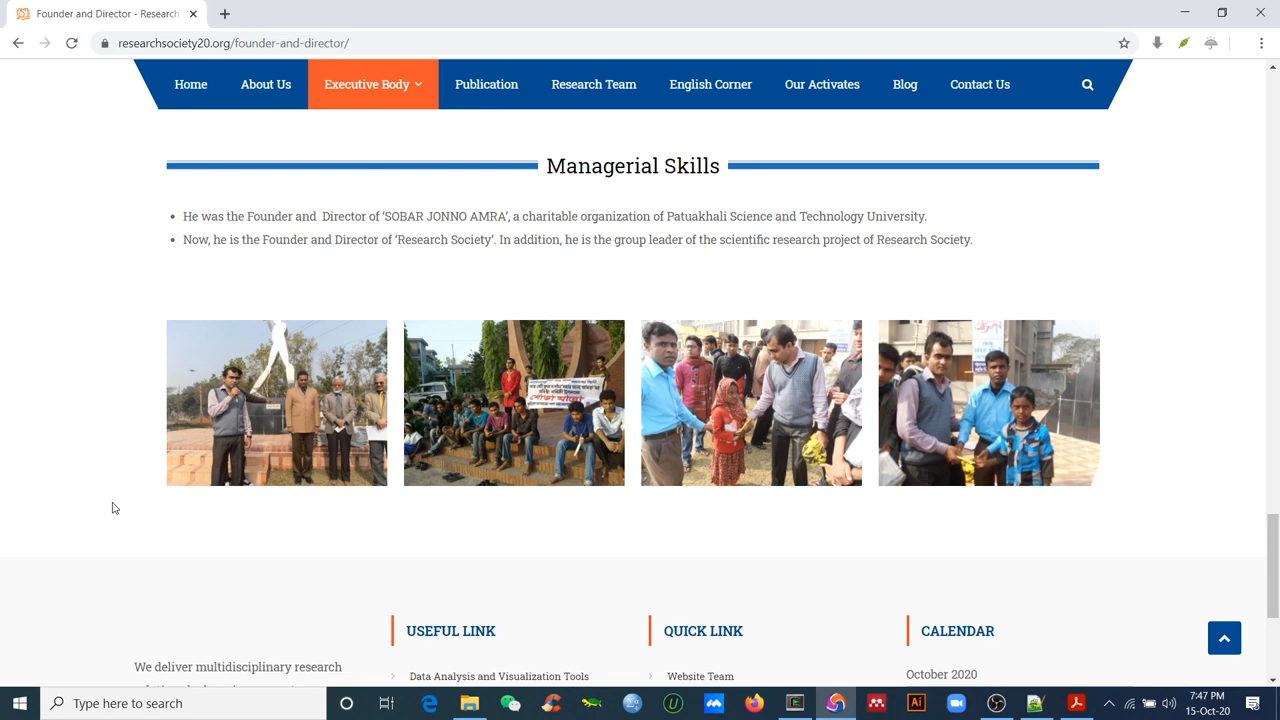 Founder and Director - Research
researchsociety20.org/founder-and-director/
Home About Us Executive Body Publication Research Team English Corner Our Activates Blog Contact Us
Managerial Skills
• He was the Founder and Director of ‘SOBAR JONNO AMRA’, a charitable organization of Patuakhali Science and Technology University.
• Now, he is the Founder and Director of ‘Research Society’. In addition, he is the group leader of the scientific research project of Research Society.
USEFUL LINK QUICK LINK CALENDAR
We deliver multidisciplinary research
Data Analysis and Visualization Tools Website Team October 2020
Type here to search
7:47 PM
15-Oct-20